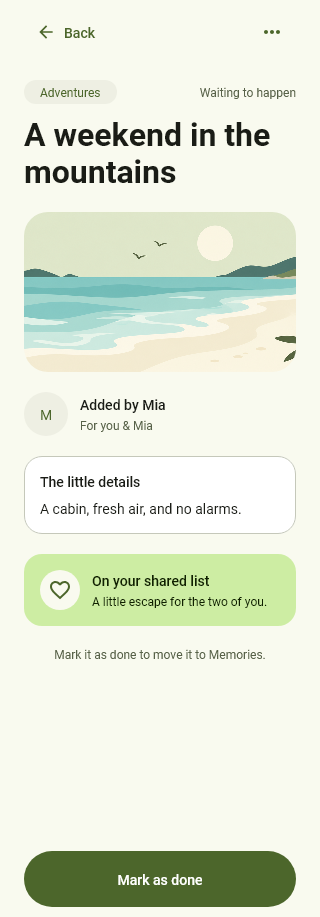 Back
Adventures
Waiting to happen
A weekend in the
mountains
M
Added by Mia
For you & Mia
The little details
A cabin, fresh air, and no alarms.
On your shared list
A little escape for the two of you.
Mark it as done to move it to Memories.
Mark as done